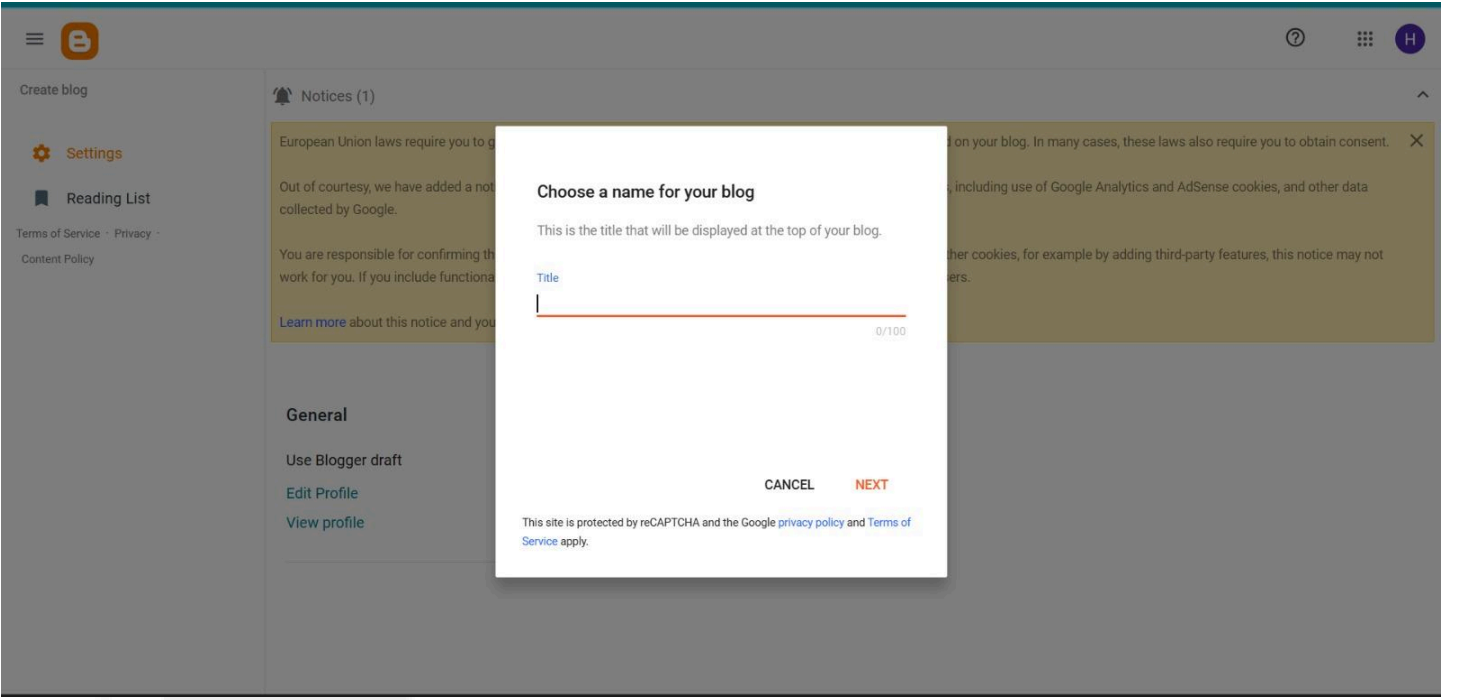 H
Create blog
Notices (1)
Settings
Reading List
Terms of Service · Privacy ·
Content Policy
European Union laws require you to g
on your blog. In many cases, these laws also require you to obtain consent.
Out of courtesy, we have added a not
, including use of Google Analytics and AdSense cookies, and other data
collected by Google.
You are responsible for confirming th
her cookies, for example by adding third-party features, this notice may not
work for you. If you include functiona
ers.
Learn more about this notice and you
General
Use Blogger draft
Edit Profile
View profile
Choose a name for your blog
This is the title that will be displayed at the top of your blog.
Title
0/100
CANCEL NEXT
This site is protected by reCAPTCHA and the Google privacy policy and Terms of
Service apply.